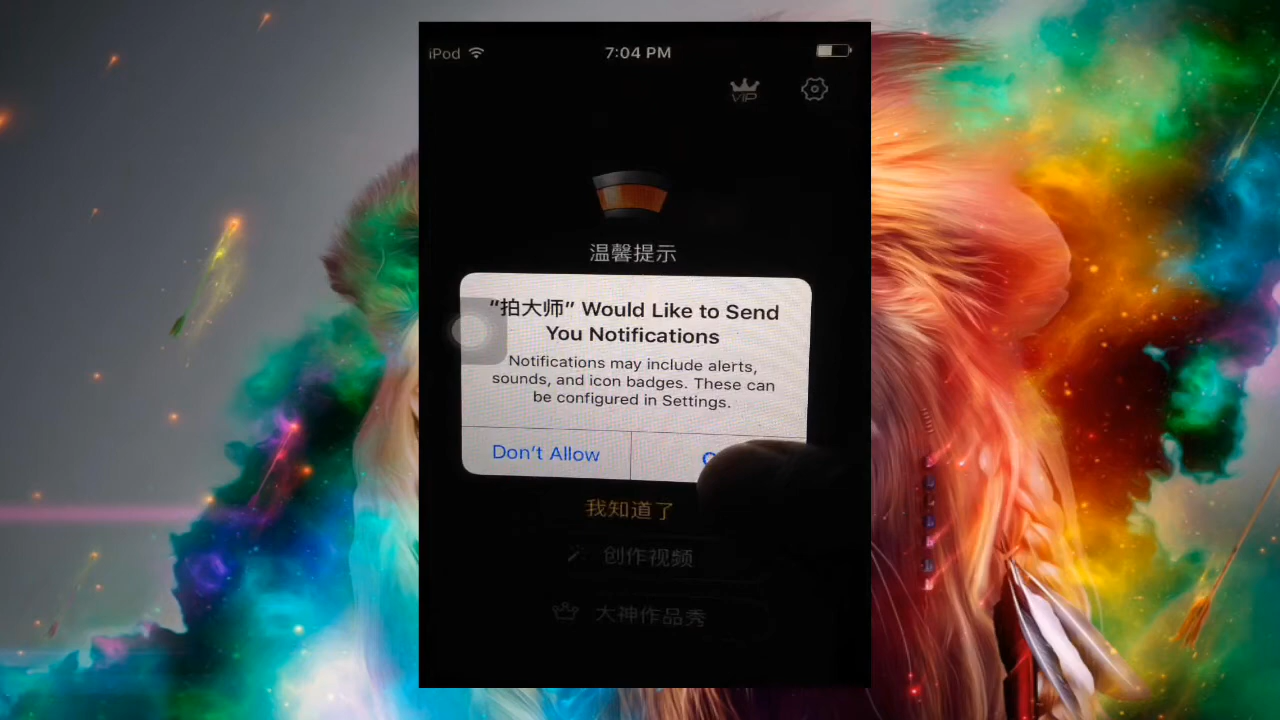 iPod
7:04 PM
VIP
温馨提示
“拍大师” Would Like to Send
You Notifications
Notifications may include alerts,
sounds, and icon badges. These can
be configured in Settings.
Don’t Allow
我知道了
创作视频
大神作品秀